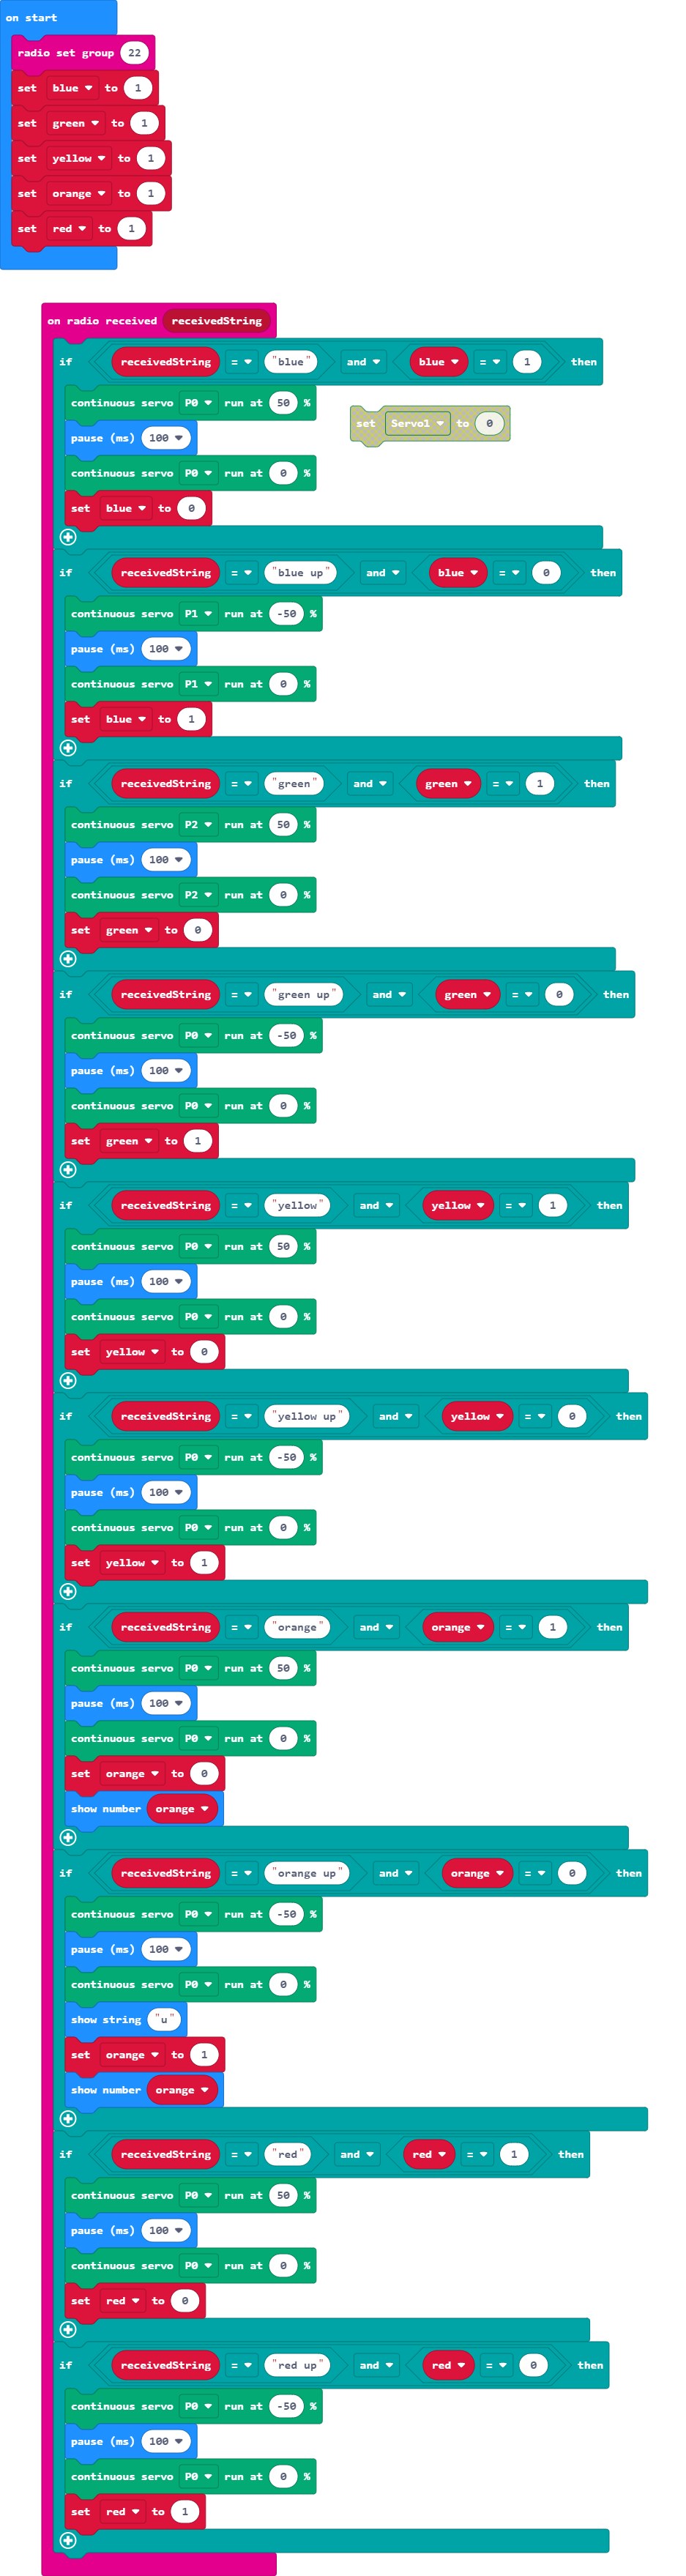 on start
radio set group 22
set blue to 1
set green to 1
set yellow to 1
set orange to 1
set red to 1
on radio received receivedString
if receivedString = "blue" and blue = 1 then
continuous servo P0 run at 50 %
set Servo1 to 0
pause (ms) 100
continuous servo P0 run at 0 %
set blue to 0
if receivedString = "blue up" and blue = 0 then
continuous servo P1 run at -50 %
pause (ms) 100
continuous servo P1 run at 0 %
set blue to 1
if receivedString = "green" and green = 1 then
continuous servo P2 run at 50 %
pause (ms) 100
continuous servo P2 run at 0 %
set green to 0
if receivedString = "green up" and green = 0 then
continuous servo P0 run at -50 %
pause (ms) 100
continuous servo P0 run at 0 %
set green to 1
if receivedString = "yellow" and yellow = 1 then
continuous servo P0 run at 50 %
pause (ms) 100
continuous servo P0 run at 0 %
set yellow to 0
if receivedString = "yellow up" and yellow = 0 then
continuous servo P0 run at -50 %
pause (ms) 100
continuous servo P0 run at 0 %
set yellow to 1
if receivedString = "orange" and orange = 1 then
continuous servo P0 run at 50 %
pause (ms) 100
continuous servo P0 run at 0 %
set orange to 0
show number orange
if receivedString = "orange up" and orange = 0 then
continuous servo P0 run at -50 %
pause (ms) 100
continuous servo P0 run at 0 %
show string "u"
set orange to 1
show number orange
if receivedString = "red" and red = 1 then
continuous servo P0 run at 50 %
pause (ms) 100
continuous servo P0 run at 0 %
set red to 0
if receivedString = "red up" and red = 0 then
continuous servo P0 run at -50 %
pause (ms) 100
continuous servo P0 run at 0 %
set red to 1